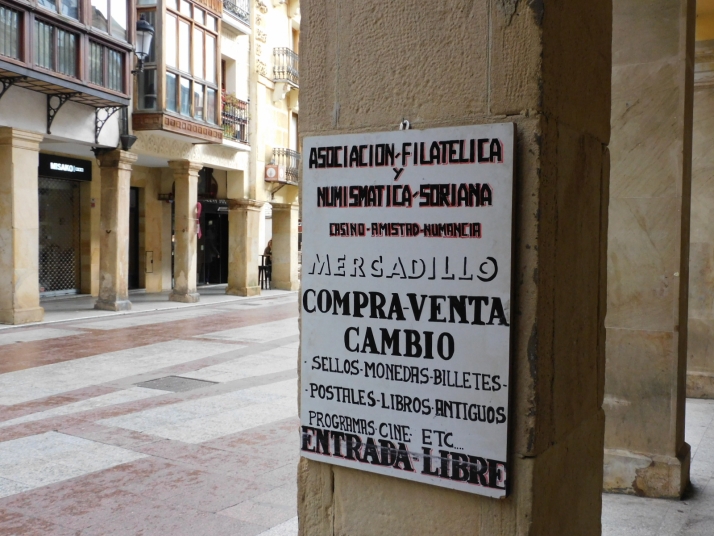 MISAKO
ASOCIACION-FILATELICA
Y
NUMISMATICA-SORIANA
CASINO-AMISTAD-NUMANCIA
MERCADILLO
COMPRA-VENTA
CAMBIO
·SELLOS-MONEDAS-BILLETES-
·POSTALES-LIBROS·ANTIGUOS
PROGRAMAS·CINE ETC....
ENTRADA-LIBRE